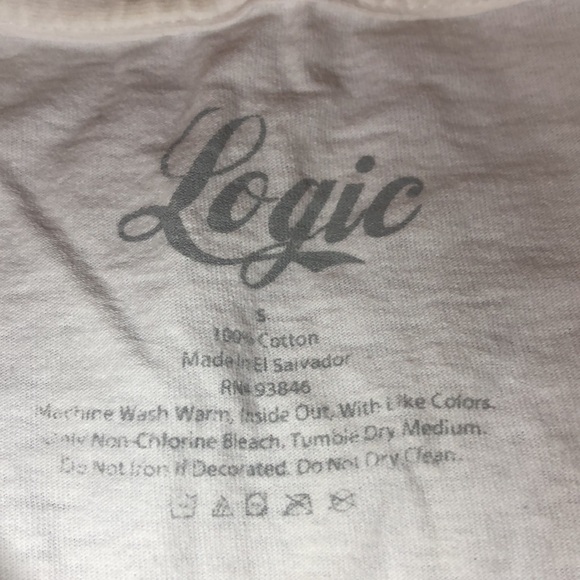 Logic
S
100% Cotton
Made In El Salvador
RN# 93846
Machine Wash Warm, Inside Out, With Like Colors.
Only Non-Chlorine Bleach. Tumble Dry Medium.
Do Not Iron if Decorated. Do Not Dry Clean.